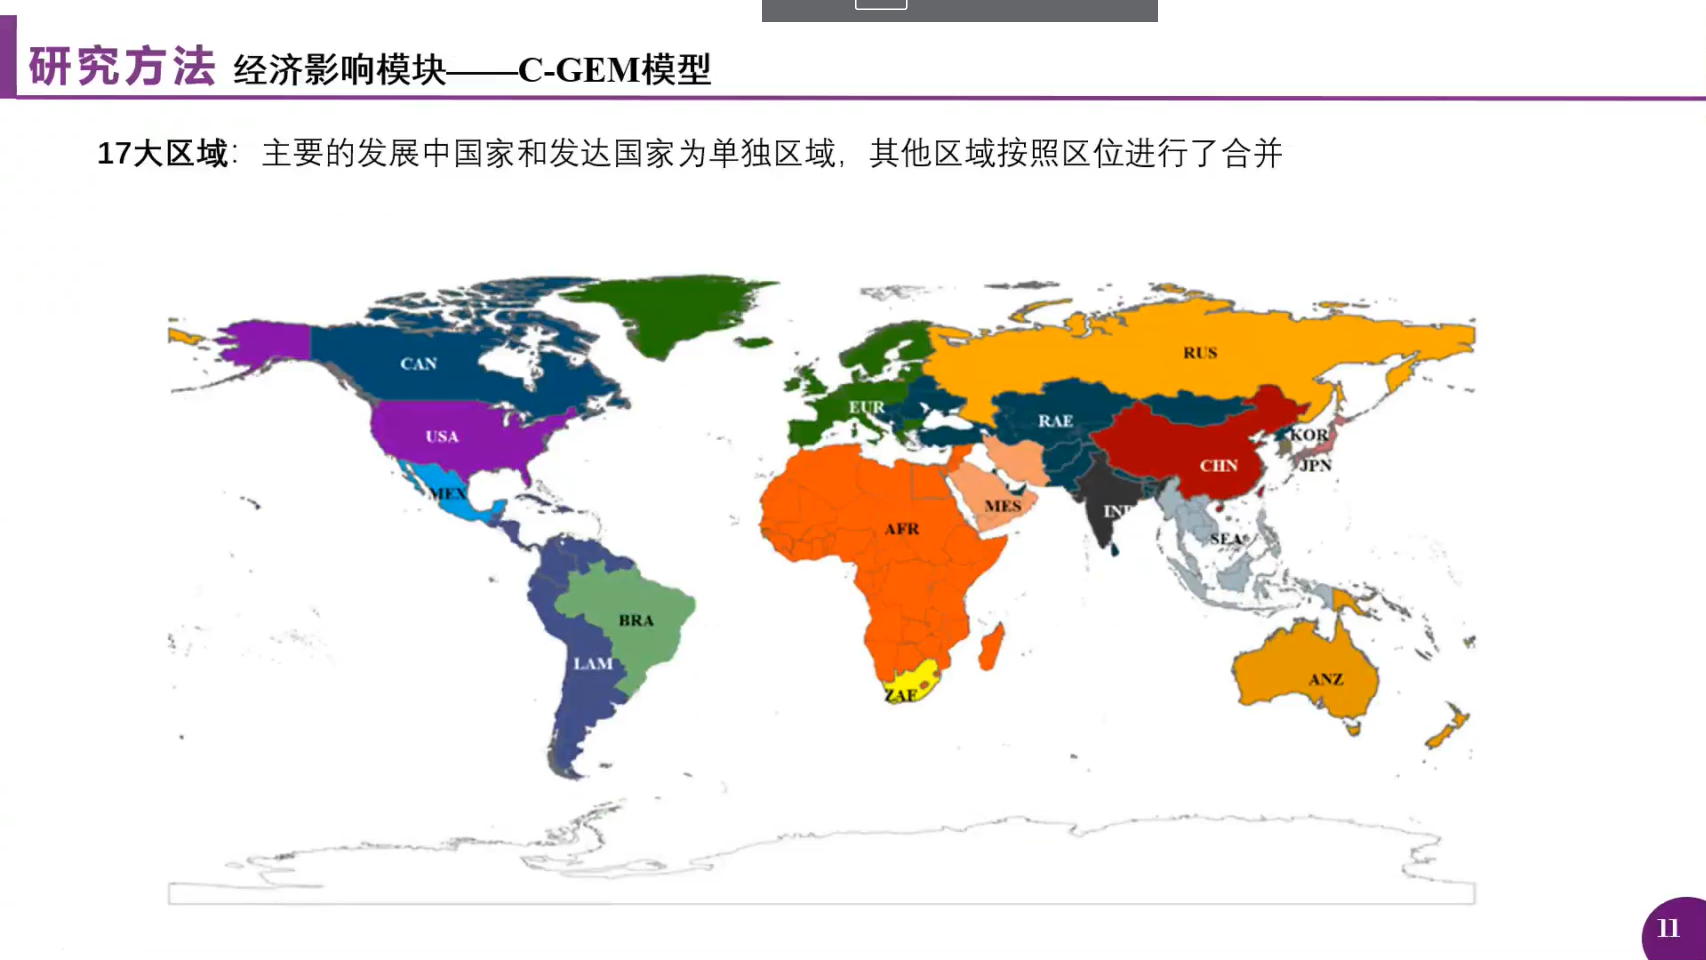 研究方法 经济影响模块——C-GEM模型
17大区域：主要的发展中国家和发达国家为单独区域，其他区域按照区位进行了合并
CAN
RUS
EUR
RAE
USA
KOR
CHN
JPN
MEX
MES
IND
AFR
SEA
BRA
LAM
ANZ
ZAF
11